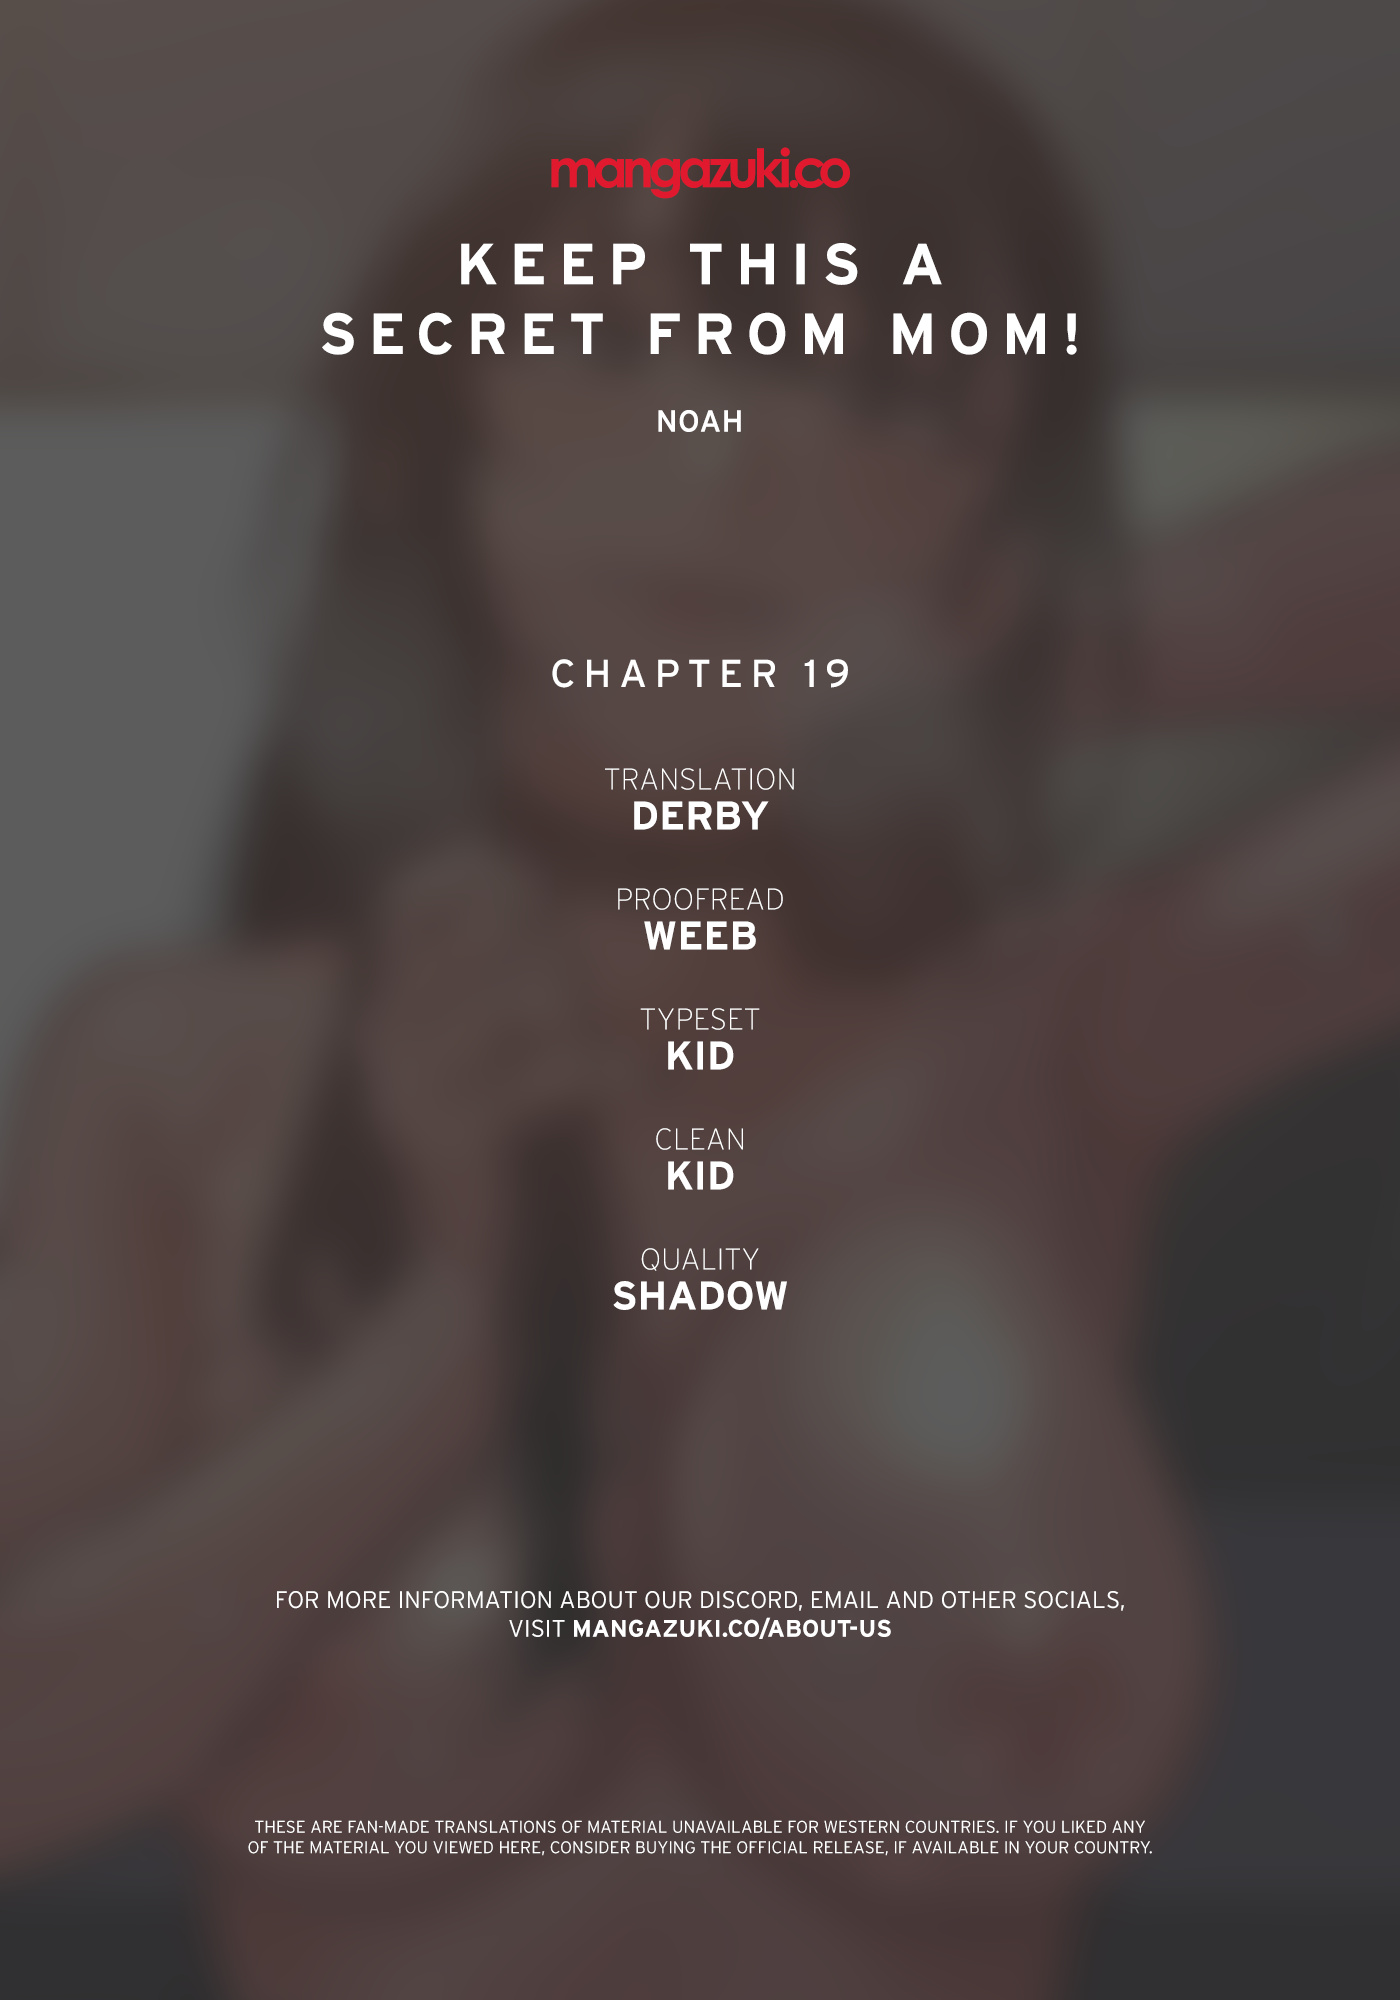 mangazuki.co
KEEP THIS A
SECRET FROM MOM!
NOAH
CHAPTER 19
TRANSLATION
DERBY
PROOFREAD
WEEB
TYPESET
KID
CLEAN
KID
QUALITY
SHADOW
FOR MORE INFORMATION ABOUT OUR DISCORD, EMAIL AND OTHER SOCIALS,
VISIT MANGAZUKI.CO/ABOUT-US
THESE ARE FAN-MADE TRANSLATIONS OF MATERIAL UNAVAILABLE FOR WESTERN COUNTRIES. IF YOU LIKED ANY
OF THE MATERIAL YOU VIEWED HERE, CONSIDER BUYING THE OFFICIAL RELEASE, IF AVAILABLE IN YOUR COUNTRY.